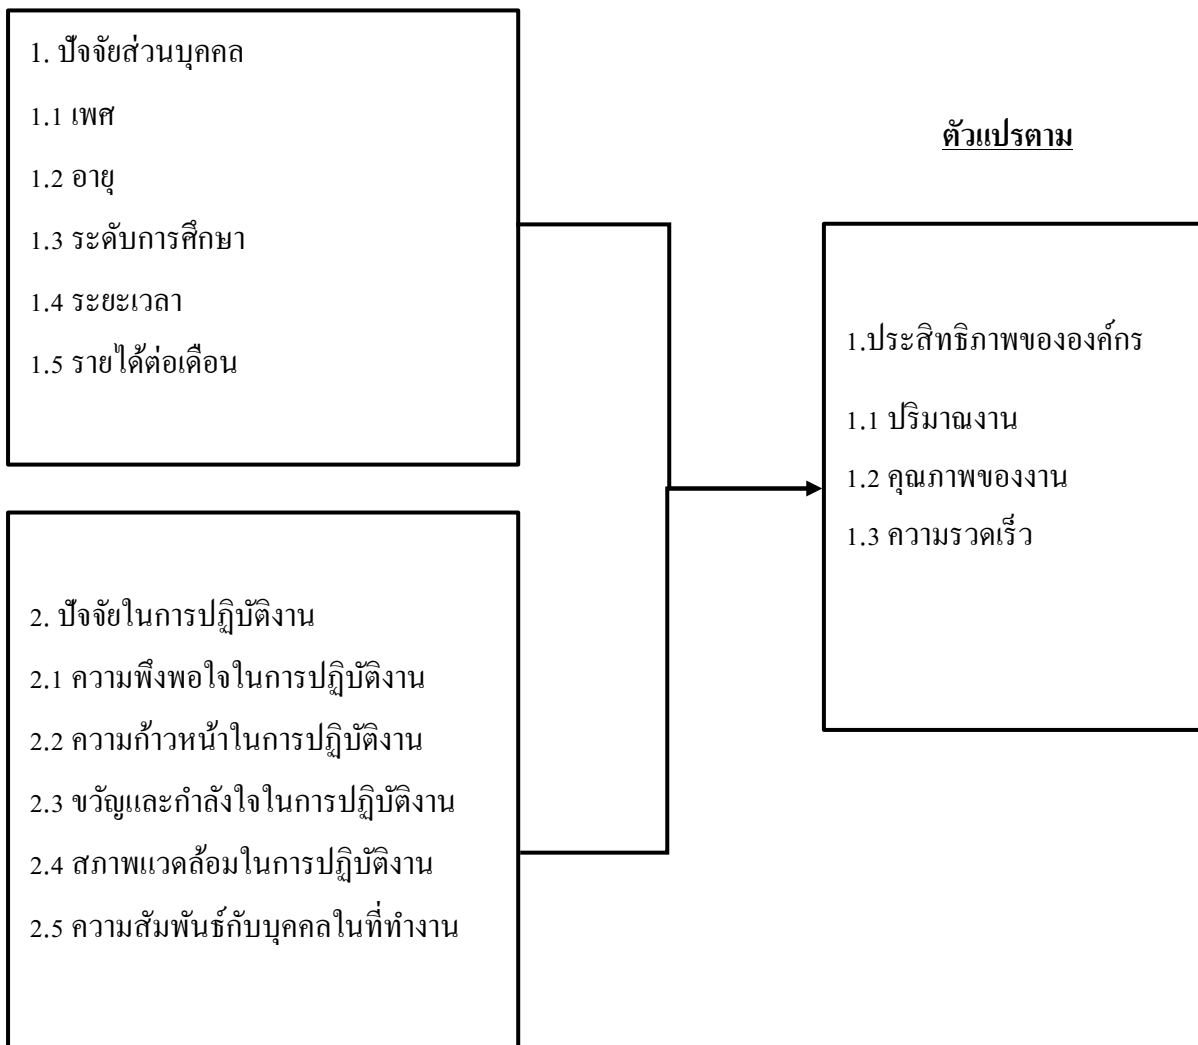 1. ปัจจัยส่วนบุคคล
1.1 เพศ
1.2 อายุ
1.3 ระดับการศึกษา
1.4 ระยะเวลา
1.5 รายได้ต่อเดือน
2. ปัจจัยในการปฏิบัติงาน
2.1 ความพึงพอใจในการปฏิบัติงาน
2.2 ความก้าวหน้าในการปฏิบัติงาน
2.3 ขวัญและกำลังใจในการปฏิบัติงาน
2.4 สภาพแวดล้อมในการปฏิบัติงาน
2.5 ความสัมพันธ์กับบุคคลในที่ทำงาน
ตัวแปรตาม
1.ประสิทธิภาพขององค์กร
1.1 ปริมาณงาน
1.2 คุณภาพของงาน
1.3 ความรวดเร็ว